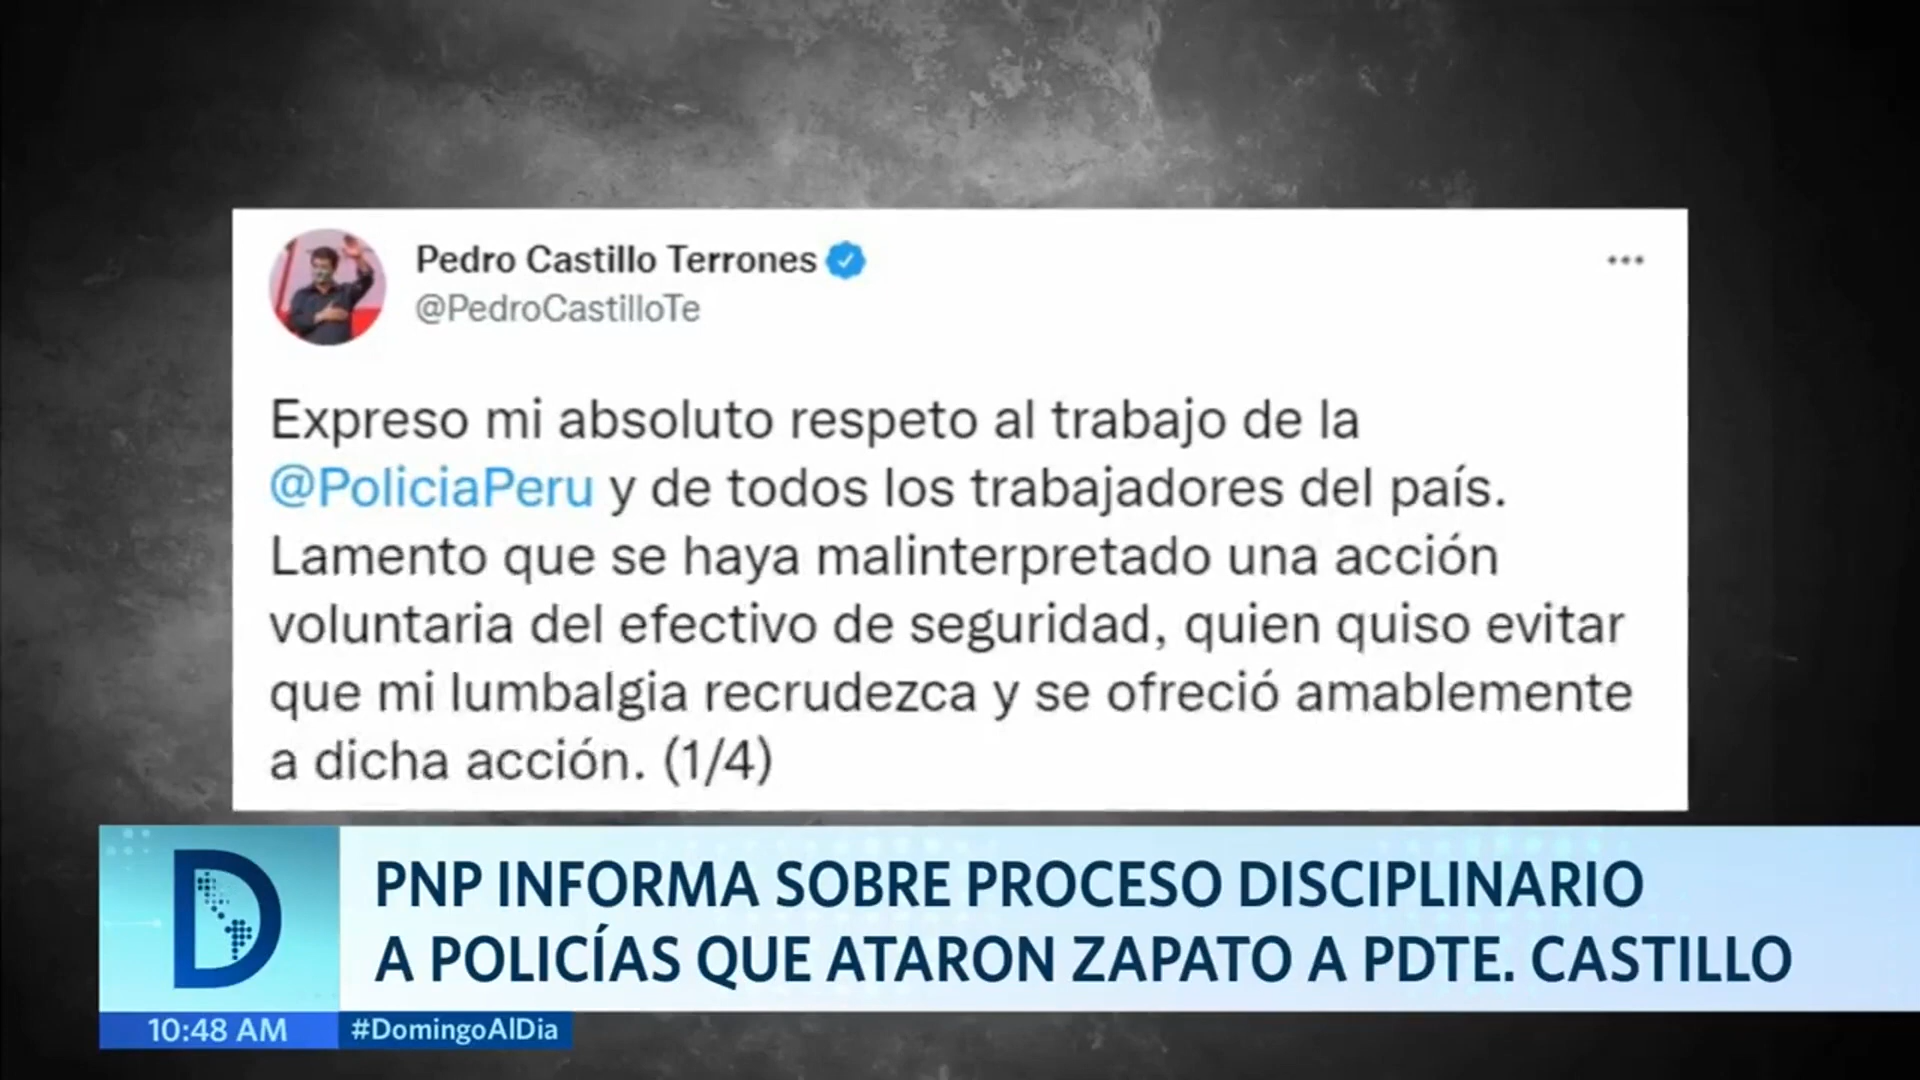 Pedro Castillo Terrones
@PedroCastilloTe
Expreso mi absoluto respeto al trabajo de la
@PoliciaPeru y de todos los trabajadores del país.
Lamento que se haya malinterpretado una acción
voluntaria del efectivo de seguridad, quien quiso evitar
que mi lumbalgia recrudezca y se ofreció amablemente
a dicha acción. (1/4)
D
PNP INFORMA SOBRE PROCESO DISCIPLINARIO
A POLICÍAS QUE ATARON ZAPATO A PDTE. CASTILLO
10:48 AM
#DomingoAlDia